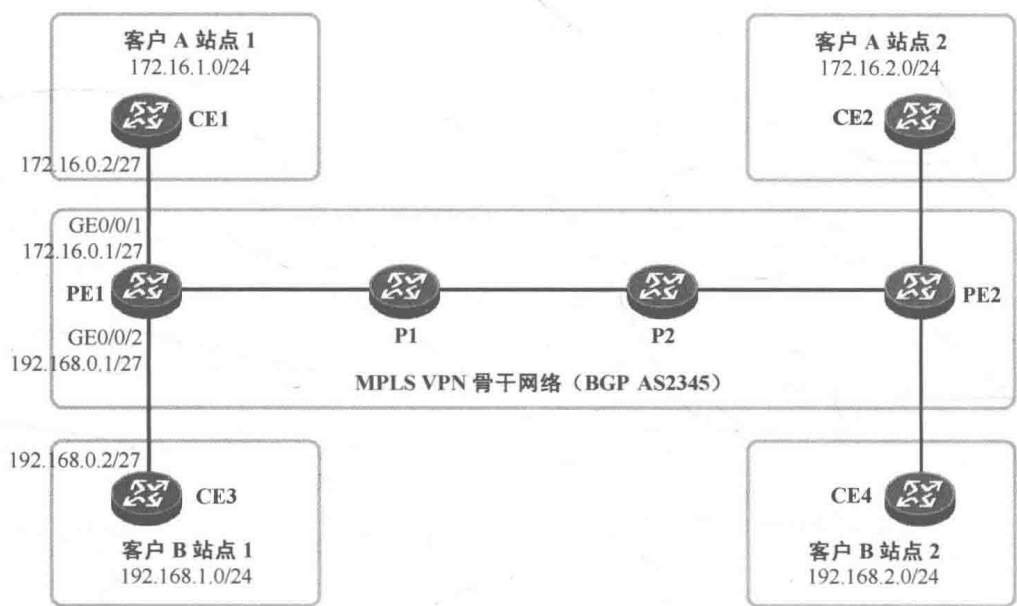 客户 A 站点 1
172.16.1.0/24
CE1
172.16.0.2/27
客户 A 站点 2
172.16.2.0/24
CE2
GE0/0/1
172.16.0.1/27
PE1
GE0/0/2
192.168.0.1/27
P1
P2
PE2
MPLS VPN 骨干网络（BGP AS2345）
192.168.0.2/27
CE3
客户 B 站点 1
192.168.1.0/24
CE4
客户 B 站点 2
192.168.2.0/24